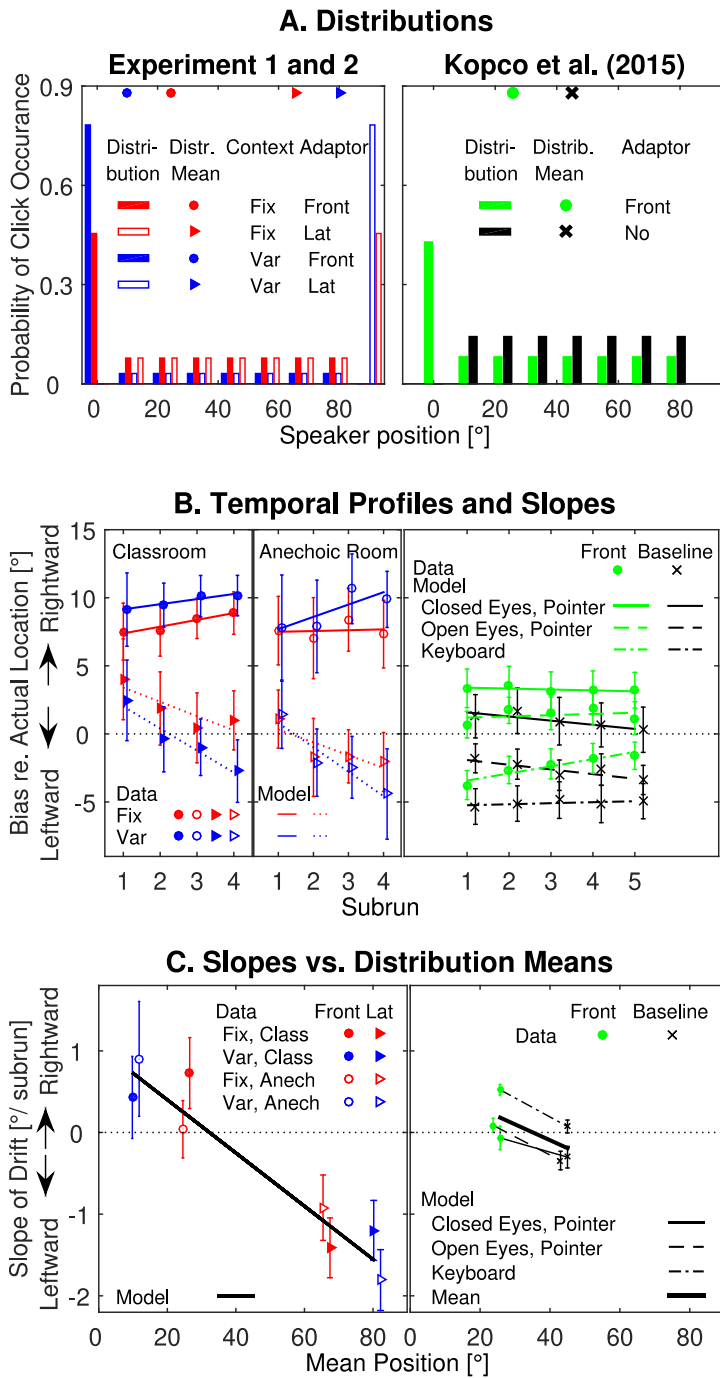 A. Distributions
Experiment 1 and 2
Kopco et al. (2015)
Probability of Click Occurance
0.9
0.6
0.3
0
Distri-bution
Distr. Mean
Context
Adaptor
Fix Front
Fix Lat
Var Front
Var Lat
Distri-bution
Distrib. Mean
Adaptor
Front
No
0 20 40 60 80
0 20 40 60 80
Speaker position [°]
B. Temporal Profiles and Slopes
Bias re. Actual Location [°]
Leftward Rightward
15
10
5
0
-5
Classroom
Data
Fix
Var
Anechoic Room
Model
Front Baseline
Data
Model
Closed Eyes, Pointer
Open Eyes, Pointer
Keyboard
1 2 3 4
1 2 3 4
1 2 3 4 5
Subrun
C. Slopes vs. Distribution Means
Slope of Drift [°/ subrun]
Leftward Rightward
1
0
-1
-2
Data Front Lat
Fix, Class
Var, Class
Fix, Anech
Var, Anech
Model
Front Baseline
Data
Model
Closed Eyes, Pointer
Open Eyes, Pointer
Keyboard
Mean
0 20 40 60 80
0 20 40 60 80
Mean Position [°]